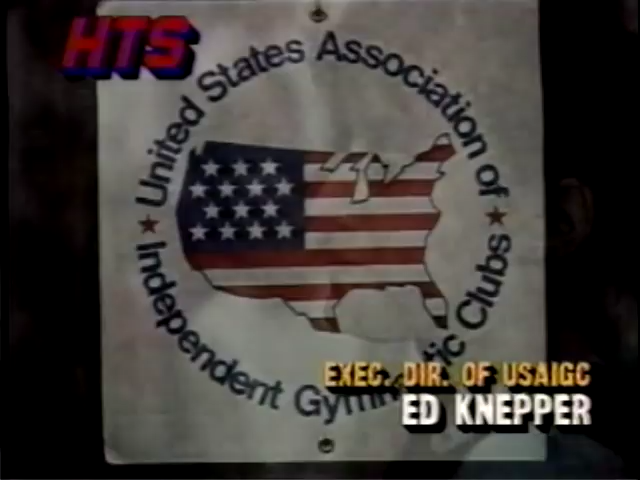 HTS
United States Association of
Independent Gymnastic Clubs
EXEC. DIR. OF USAIGC
ED KNEPPER